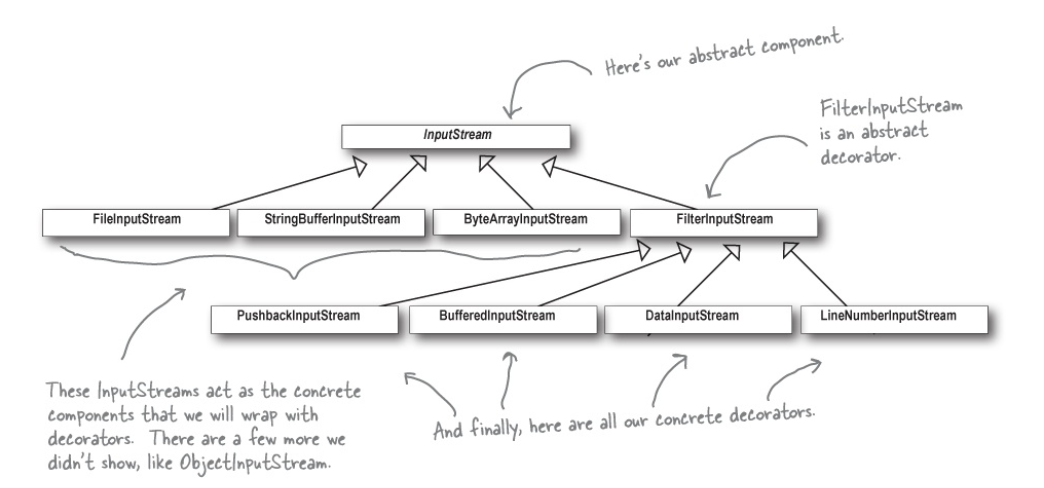 Here's our abstract component.
InputStream
FilterInputStream
is an abstract
decorator.
FileInputStream
StringBufferInputStream
ByteArrayInputStream
FilterInputStream
PushbackInputStream
BufferedInputStream
DataInputStream
LineNumberInputStream
These InputStreams act as the concrete
components that we will wrap with
decorators. There are a few more we
didn't show, like ObjectInputStream.
And finally, here are all our concrete decorators.